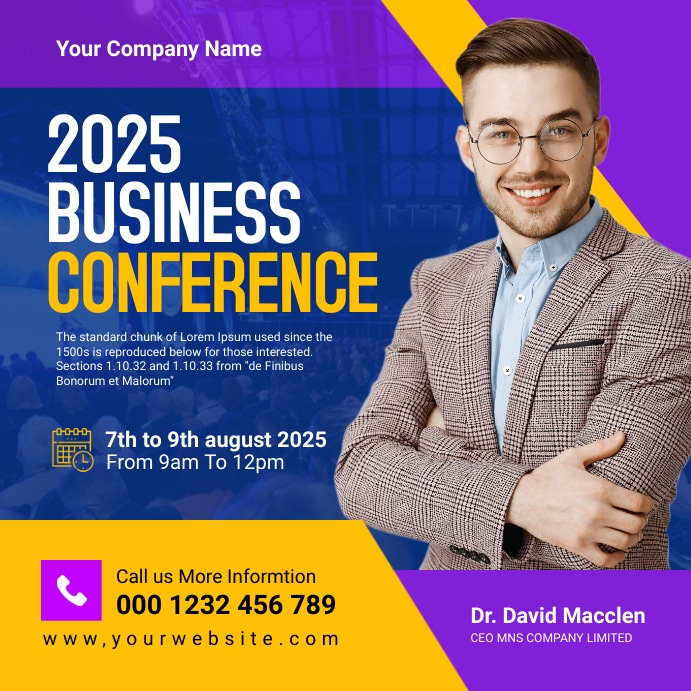 Your Company Name
2025
BUSINESS
CONFERENCE
The standard chunk of Lorem Ipsum used since the
1500s is reproduced below for those interested.
Sections 1.10.32 and 1.10.33 from "de Finibus
Bonorum et Malorum"
7th to 9th august 2025
From 9am To 12pm
Call us More Informtion
000 1232 456 789
www,yourwebsite.com
Dr. David Macclen
CEO MNS COMPANY LIMITED